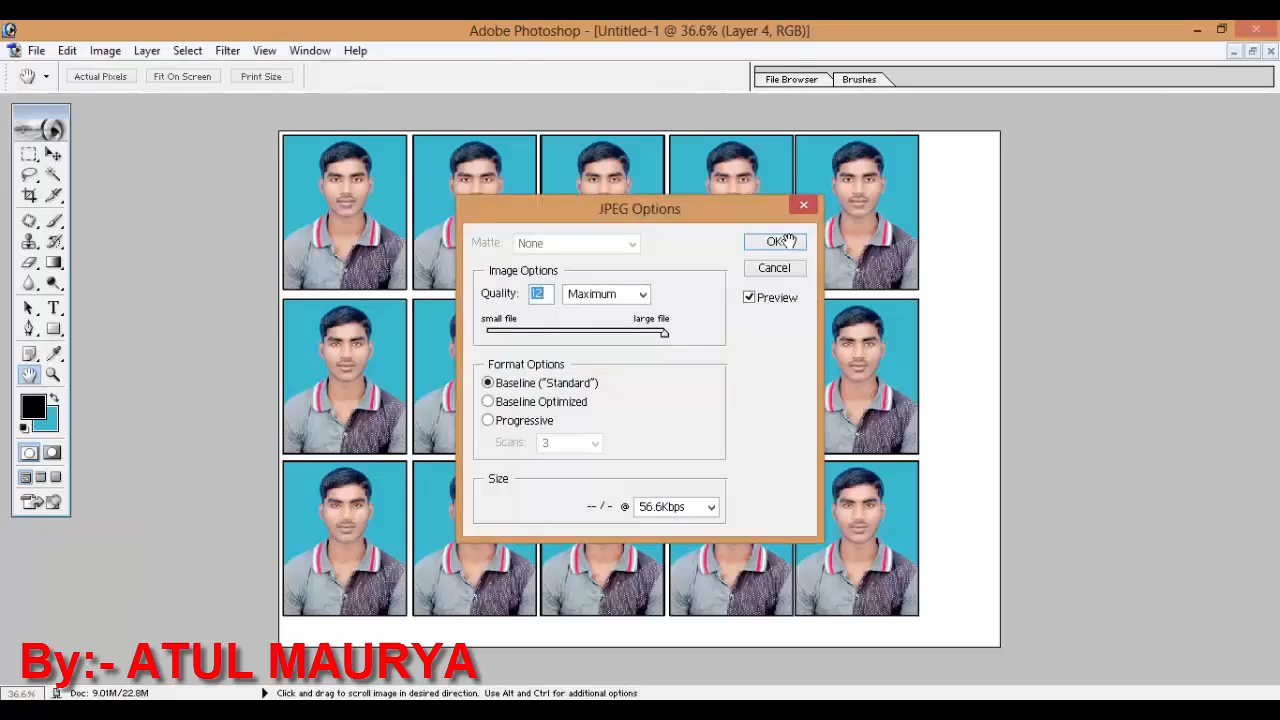 Adobe Photoshop - [Untitled-1 @ 36.6% (Layer 4, RGB)]
File Edit Image Layer Select Filter View Window Help
Actual Pixels Fit On Screen Print Size File Browser Brushes
JPEG Options
Matte: None OK
Cancel
Image Options
Quality: 12 Maximum Preview
small file large file
Format Options
Baseline ("Standard")
Baseline Optimized
Progressive
Scans: 3
Size
-- / - @ 56.6Kbps
By:- ATUL MAURYA
36.6% Doc: 9.01M/22.8M Click and drag to scroll image in desired direction. Use Alt and Ctrl for additional options